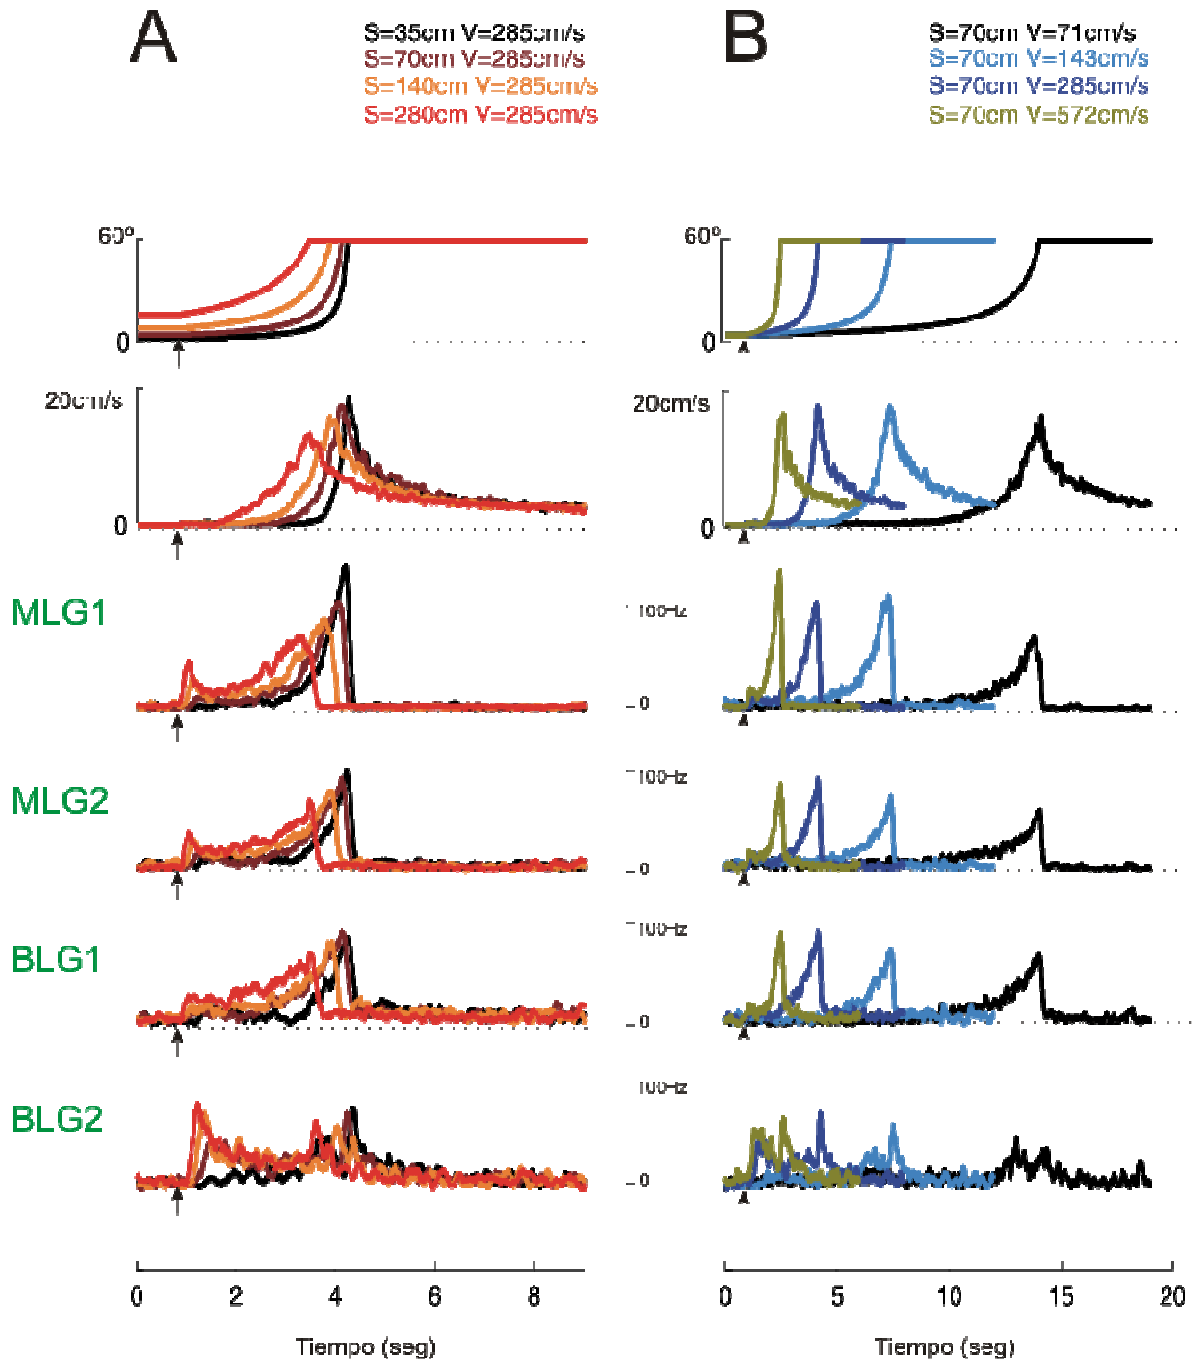 A
S=35cm V=285cm/s
S=70cm V=285cm/s
S=140cm V=285cm/s
S=280cm V=285cm/s
B
S=70cm V=71cm/s
S=70cm V=143cm/s
S=70cm V=285cm/s
S=70cm V=572cm/s
60º
0
60º
0
20cm/s
0
20cm/s
0
MLG1
100Hz
0
MLG2
100Hz
0
BLG1
100Hz
0
BLG2
100Hz
0
0 2 4 6 8
Tiempo (seg)
0 5 10 15 20
Tiempo (seg)